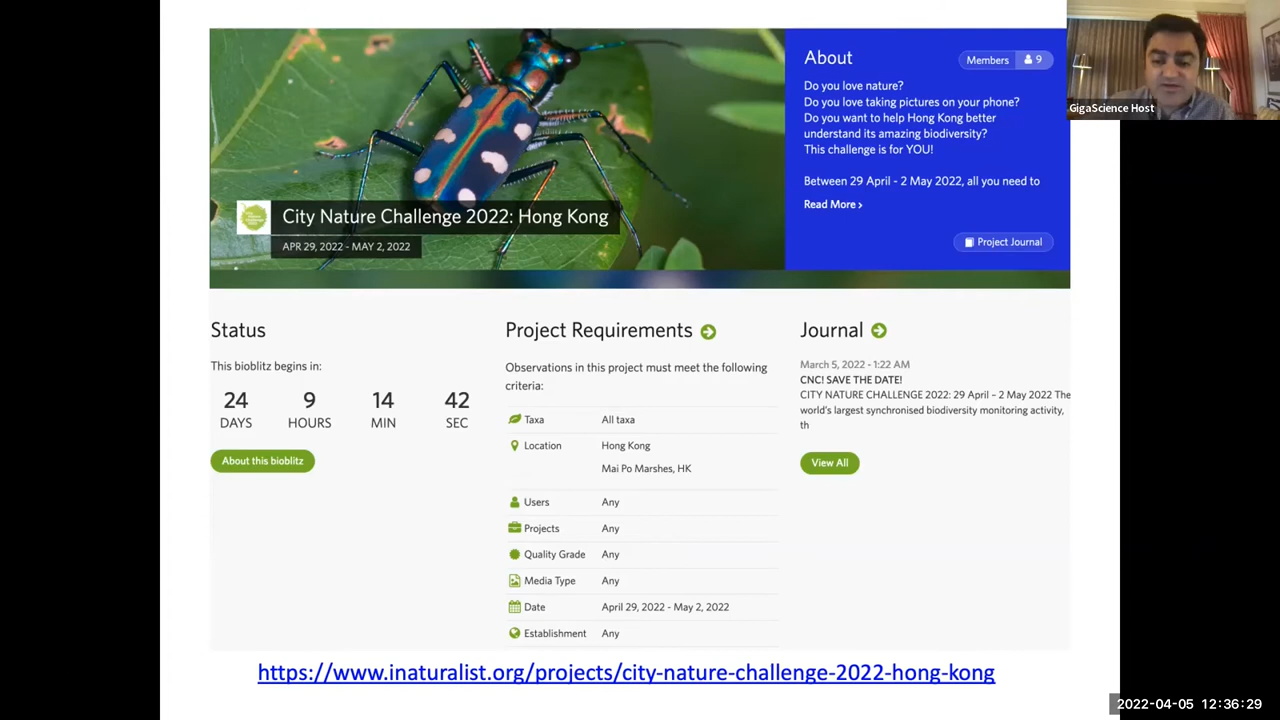 About
Members 9
Do you love nature?
Do you love taking pictures on your phone?
Do you want to help Hong Kong better
understand its amazing biodiversity?
This challenge is for YOU!
Between 29 April - 2 May 2022, all you need to
Read More ›
Project Journal
City Nature Challenge 2022: Hong Kong
APR 29, 2022 - MAY 2, 2022
GigaScience Host
Status
This bioblitz begins in:
24 9 14 42
DAYS HOURS MIN SEC
About this bioblitz
Project Requirements
Observations in this project must meet the following
criteria:
Taxa All taxa
Location Hong Kong
Mai Po Marshes, HK
Users Any
Projects Any
Quality Grade Any
Media Type Any
Date April 29, 2022 - May 2, 2022
Establishment Any
Journal
March 5, 2022 - 1:22 AM
CNC! SAVE THE DATE!
CITY NATURE CHALLENGE 2022: 29 April – 2 May 2022 The
world's largest synchronised biodiversity monitoring activity,
th
View All
https://www.inaturalist.org/projects/city-nature-challenge-2022-hong-kong
2022-04-05 12:36:29